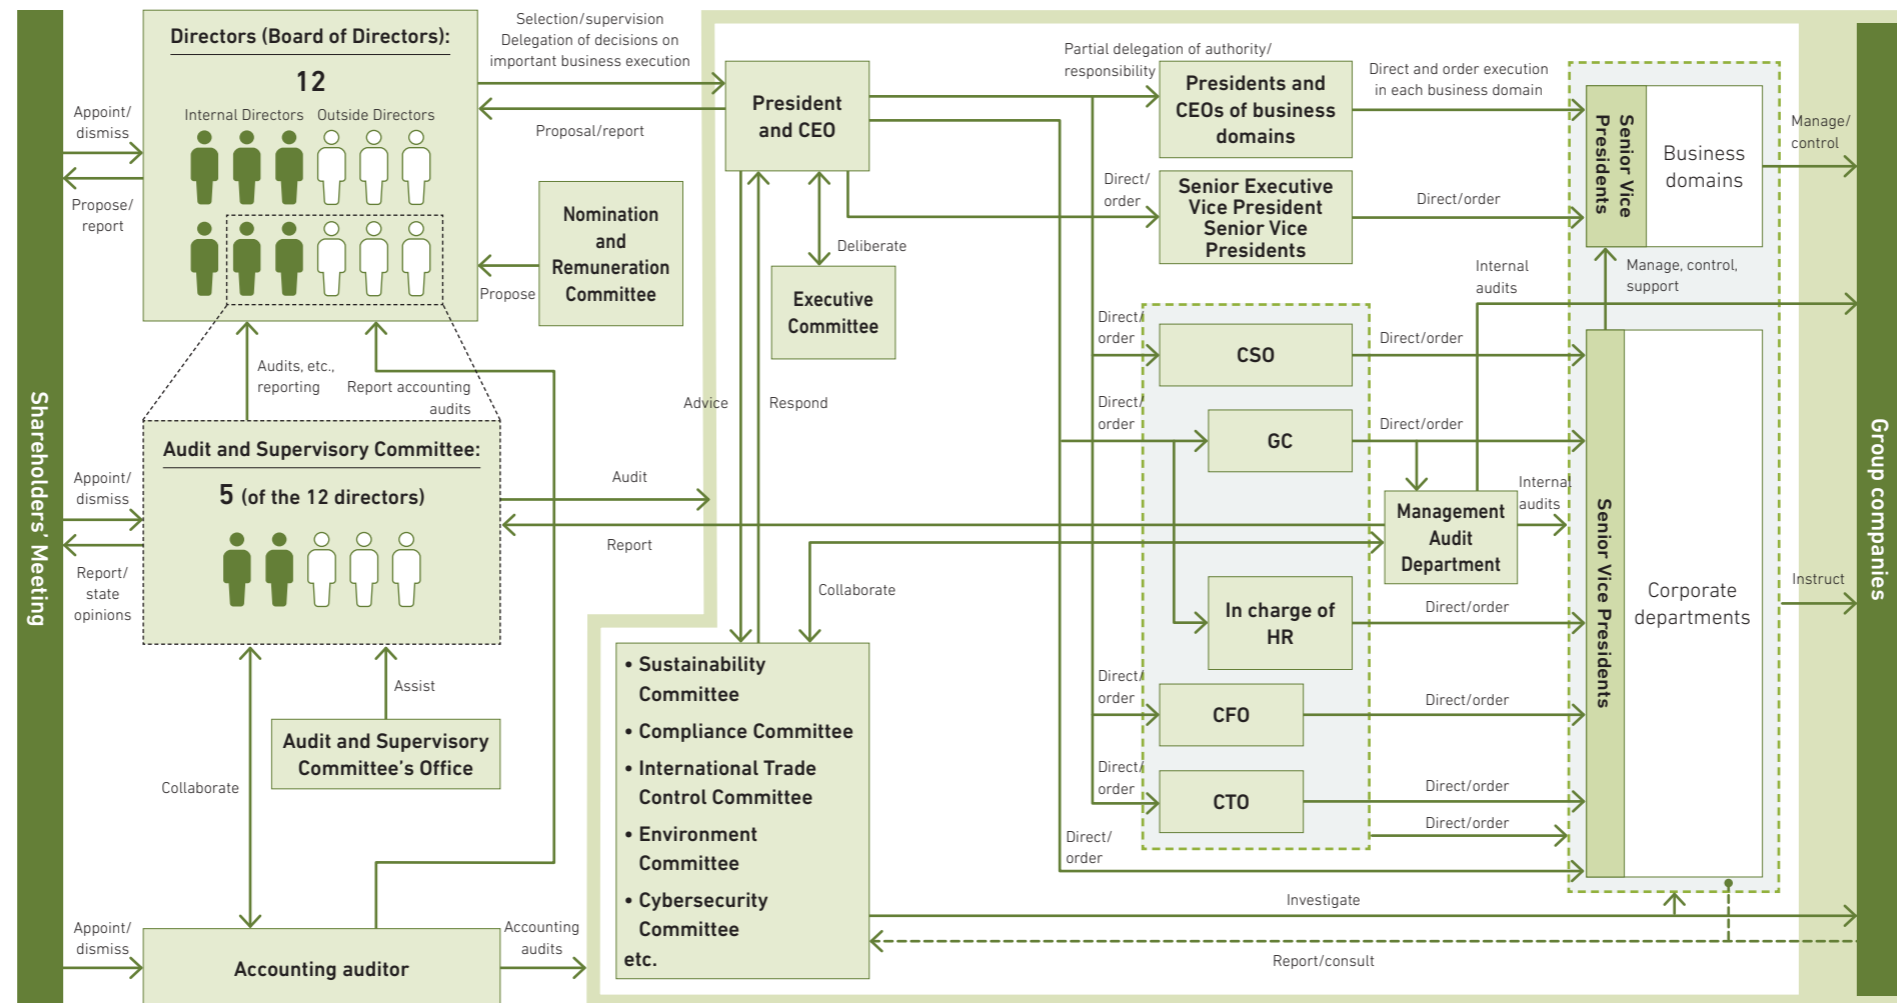 Shareholders' Meeting
Appoint/
dismiss
Propose/
report
Appoint/
dismiss
Report/
state
opinions
Appoint/
dismiss
Directors (Board of Directors):
12
Internal Directors
Outside Directors
Audits, etc.,
reporting
Report accounting
audits
Audit and Supervisory Committee:
5 (of the 12 directors)
Assist
Audit and Supervisory
Committee's Office
Collaborate
Accounting auditor
Accounting
audits
Selection/supervision
Delegation of decisions on
important business execution
Proposal/report
Nomination
and
Remuneration
Committee
Propose
Audit
Report
President
and CEO
Deliberate
Executive
Committee
Advice
Respond
Collaborate
• Sustainability
Committee
• Compliance Committee
• International Trade
Control Committee
• Environment
Committee
• Cybersecurity
Committee
etc.
Partial delegation of authority/
responsibility
Presidents and
CEOs of business
domains
Direct and order execution
in each business domain
Direct/
order
Senior Executive
Vice President
Senior Vice
Presidents
Direct/order
Direct/
order
CSO
Direct/order
Direct/
order
GC
Direct/order
Internal
audits
Management
Audit
Department
Internal
audits
In charge of
HR
Direct/order
Direct/
order
CFO
Direct/order
Direct/
order
CTO
Direct/order
Direct/order
Direct/
order
Senior Vice
Presidents
Business
domains
Manage, control,
support
Senior Vice Presidents
Corporate
departments
Manage/
control
Instruct
Investigate
Report/consult
Group companies